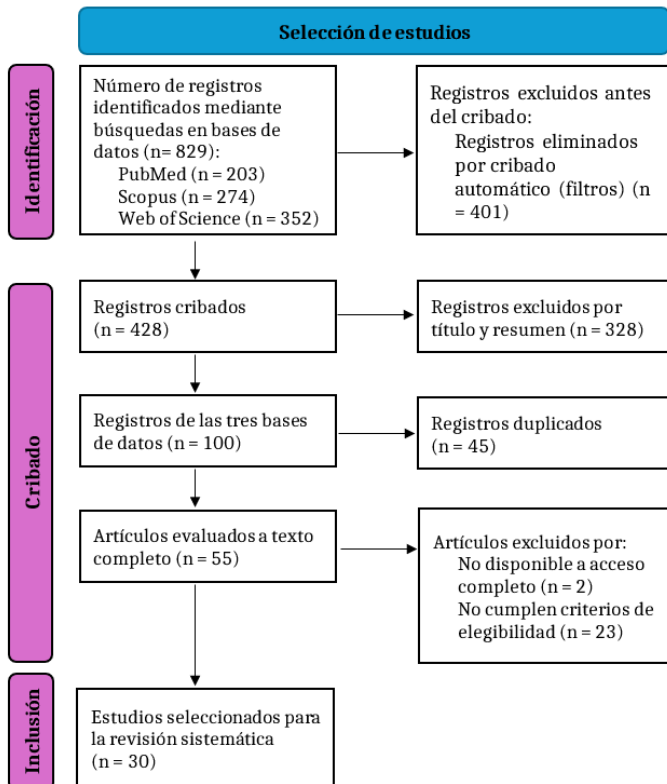 Selección de estudios
Identificación
Número de registros
identificados mediante
búsquedas en bases de
datos (n= 829):
PubMed (n = 203)
Scopus (n = 274)
Web of Science (n = 352)
Registros excluidos antes
del cribado:
Registros eliminados
por cribado
automático (filtros) (n
= 401)
Cribado
Registros cribados
(n = 428)
Registros excluidos por
título y resumen (n = 328)
Registros de las tres bases
de datos (n = 100)
Registros duplicados
(n = 45)
Artículos evaluados a texto
completo (n = 55)
Artículos excluidos por:
No disponible a acceso
completo (n = 2)
No cumplen criterios de
elegibilidad (n = 23)
Inclusión
Estudios seleccionados para
la revisión sistemática
(n = 30)